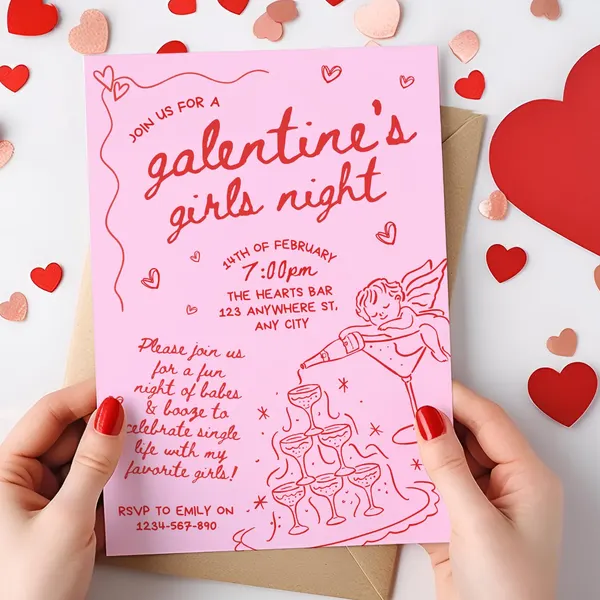 JOIN US FOR A
galentine's
girls night
14TH OF FEBRUARY
7:00pm
THE HEARTS BAR
123 ANYWHERE ST,
ANY CITY
Please join us
for a fun
night of babes
& booze to
celebrate single
life with my
favorite girls!
RSVP TO EMILY ON
1234-567-890